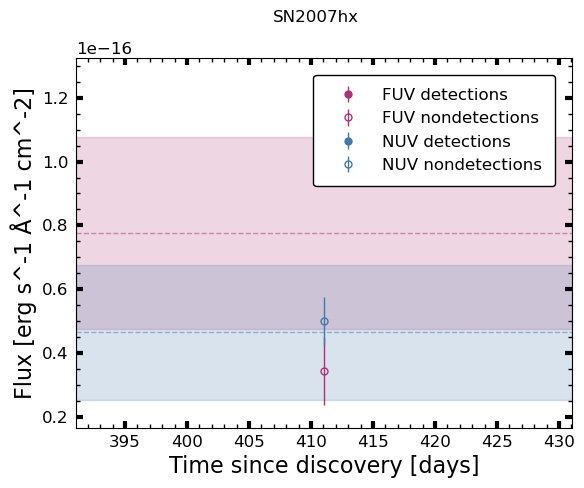 SN2007hx
1e−16
Flux [erg s^-1 Å^-1 cm^-2]
1.2
1.0
0.8
0.6
0.4
0.2
FUV detections
FUV nondetections
NUV detections
NUV nondetections
395 400 405 410 415 420 425 430
Time since discovery [days]